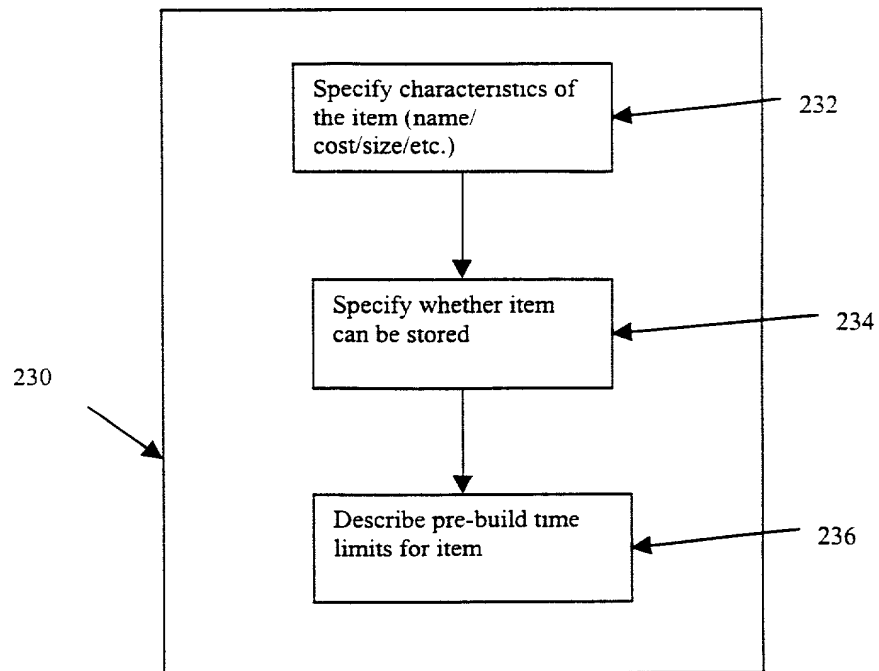 Specify characteristics of
the item (name/
cost/size/etc.)
232
Specify whether item
can be stored
234
230
Describe pre-build time
limits for item
236